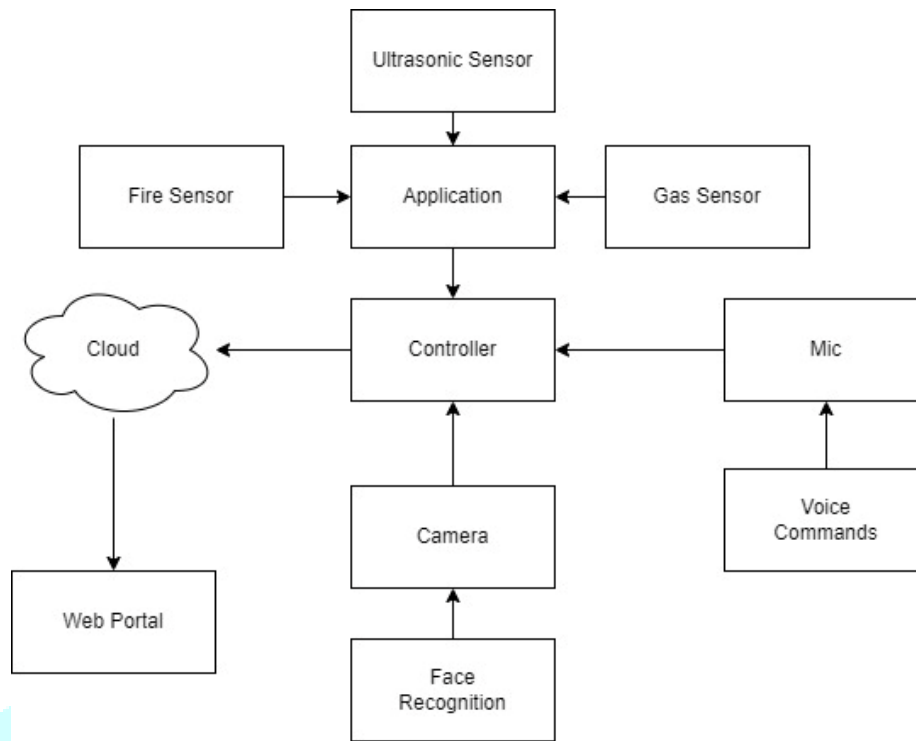 Ultrasonic Sensor
Fire Sensor
Application
Gas Sensor
Cloud
Controller
Mic
Camera
Voice
Commands
Web Portal
Face
Recognition